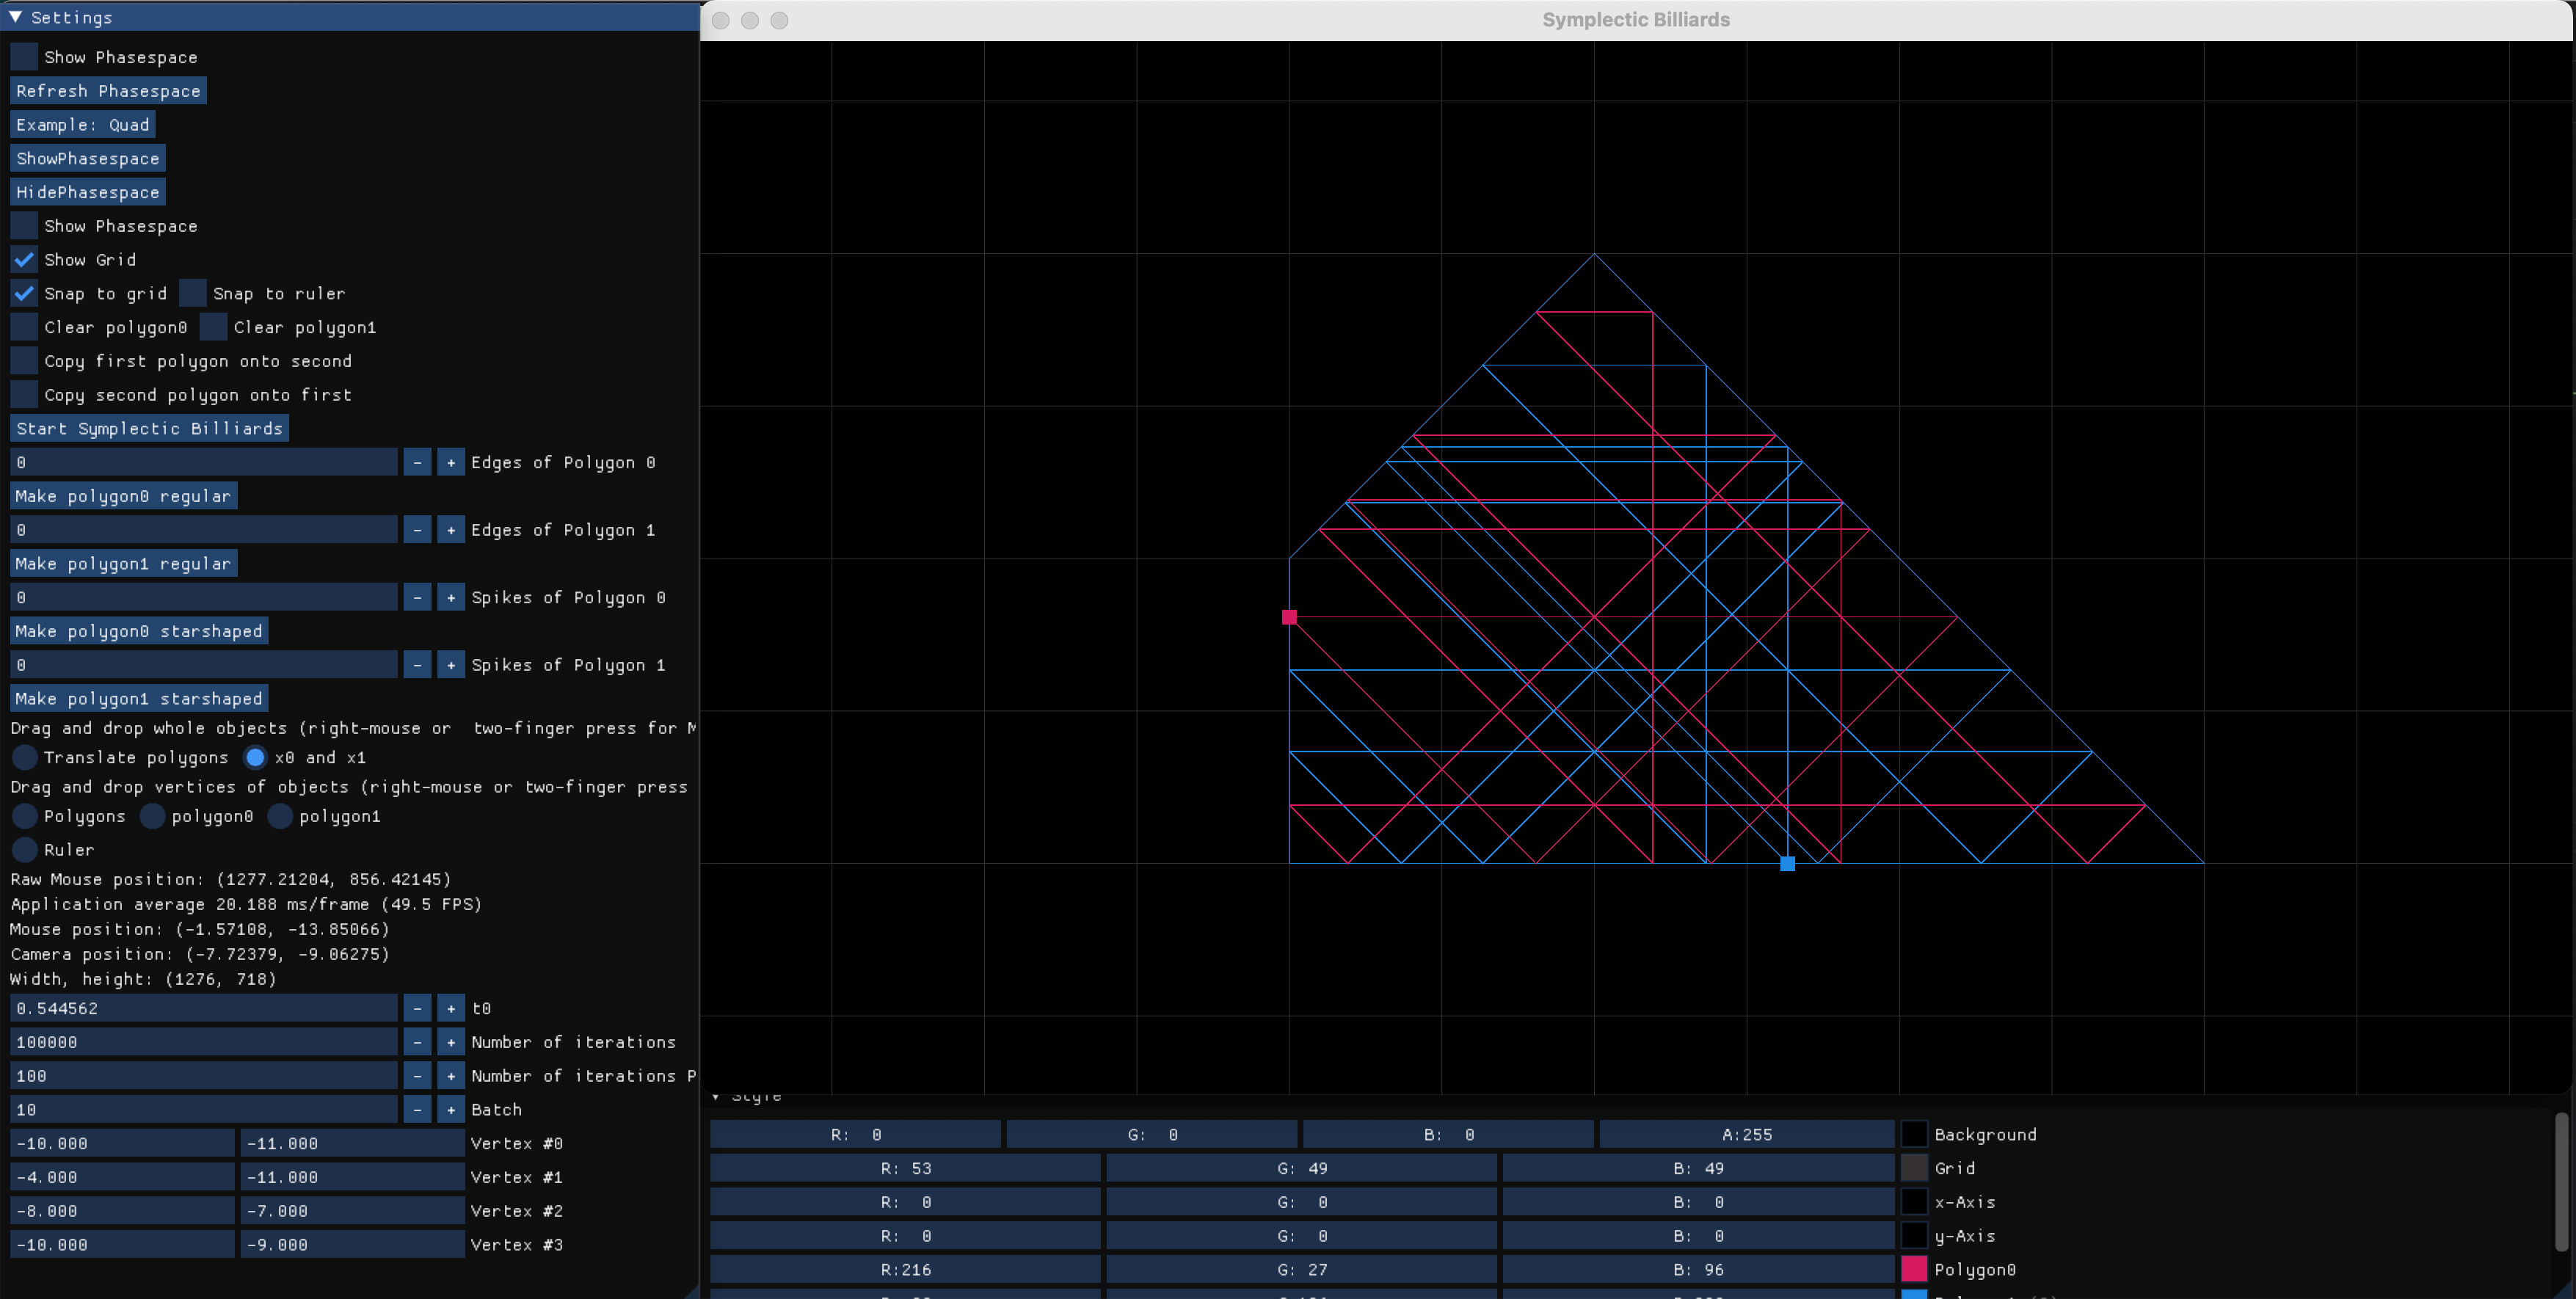 Settings
Show Phasespace
Refresh Phasespace
Example: Quad
ShowPhasespace
HidePhasespace
Show Phasespace
Show Grid
Snap to grid Snap to ruler
Clear polygon0 Clear polygon1
Copy first polygon onto second
Copy second polygon onto first
Start Symplectic Billiards
0 - + Edges of Polygon 0
Make polygon0 regular
0 - + Edges of Polygon 1
Make polygon1 regular
0 - + Spikes of Polygon 0
Make polygon0 starshaped
0 - + Spikes of Polygon 1
Make polygon1 starshaped
Drag and drop whole objects (right-mouse or two-finger press for M
Translate polygons x0 and x1
Drag and drop vertices of objects (right-mouse or two-finger press
Polygons polygon0 polygon1
Ruler
Raw Mouse position: (1277.21204, 856.42145)
Application average 20.188 ms/frame (49.5 FPS)
Mouse position: (-1.57108, -13.85066)
Camera position: (-7.72379, -9.06275)
Width, height: (1276, 718)
0.544562 - + t0
100000 - + Number of iterations
100 - + Number of iterations P
10 - + Batch
-10.000 -11.000 Vertex #0
-4.000 -11.000 Vertex #1
-8.000 -7.000 Vertex #2
-10.000 -9.000 Vertex #3
Symplectic Billiards
Style
R: 0 G: 0 B: 0 A:255 Background
R: 53 G: 49 B: 49 Grid
R: 0 G: 0 B: 0 x-Axis
R: 0 G: 0 B: 0 y-Axis
R:216 G: 27 B: 96 Polygon0